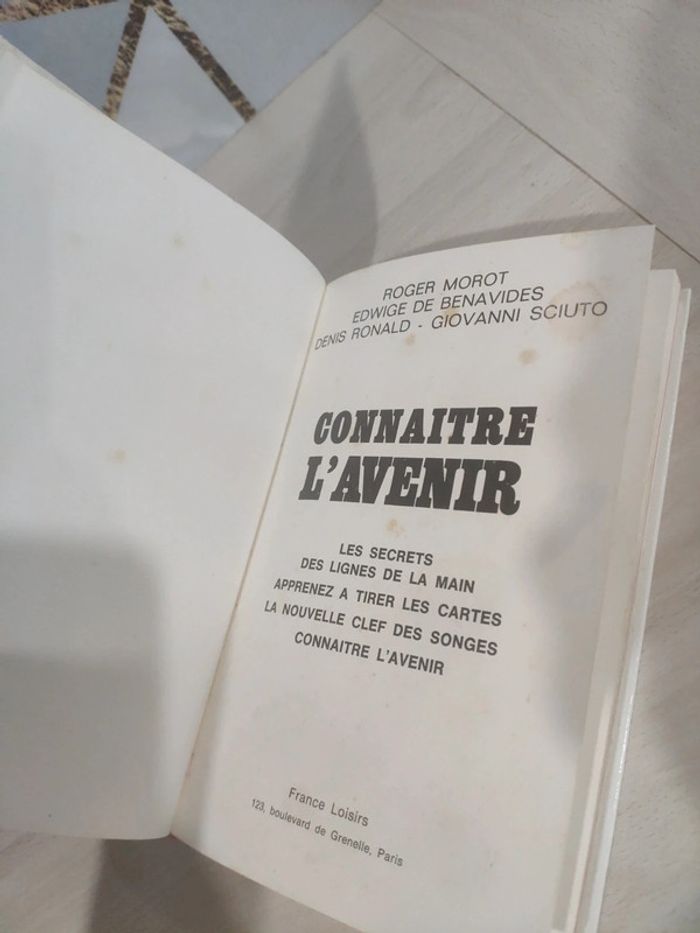 ROGER MOROT
EDWIGE DE BENAVIDES
DENIS RONALD - GIOVANNI SCIUTO
CONNAITRE
L'AVENIR
LES SECRETS
DES LIGNES DE LA MAIN
APPRENEZ A TIRER LES CARTES
LA NOUVELLE CLEF DES SONGES
CONNAITRE L'AVENIR
France Loisirs
123, boulevard de Grenelle, Paris